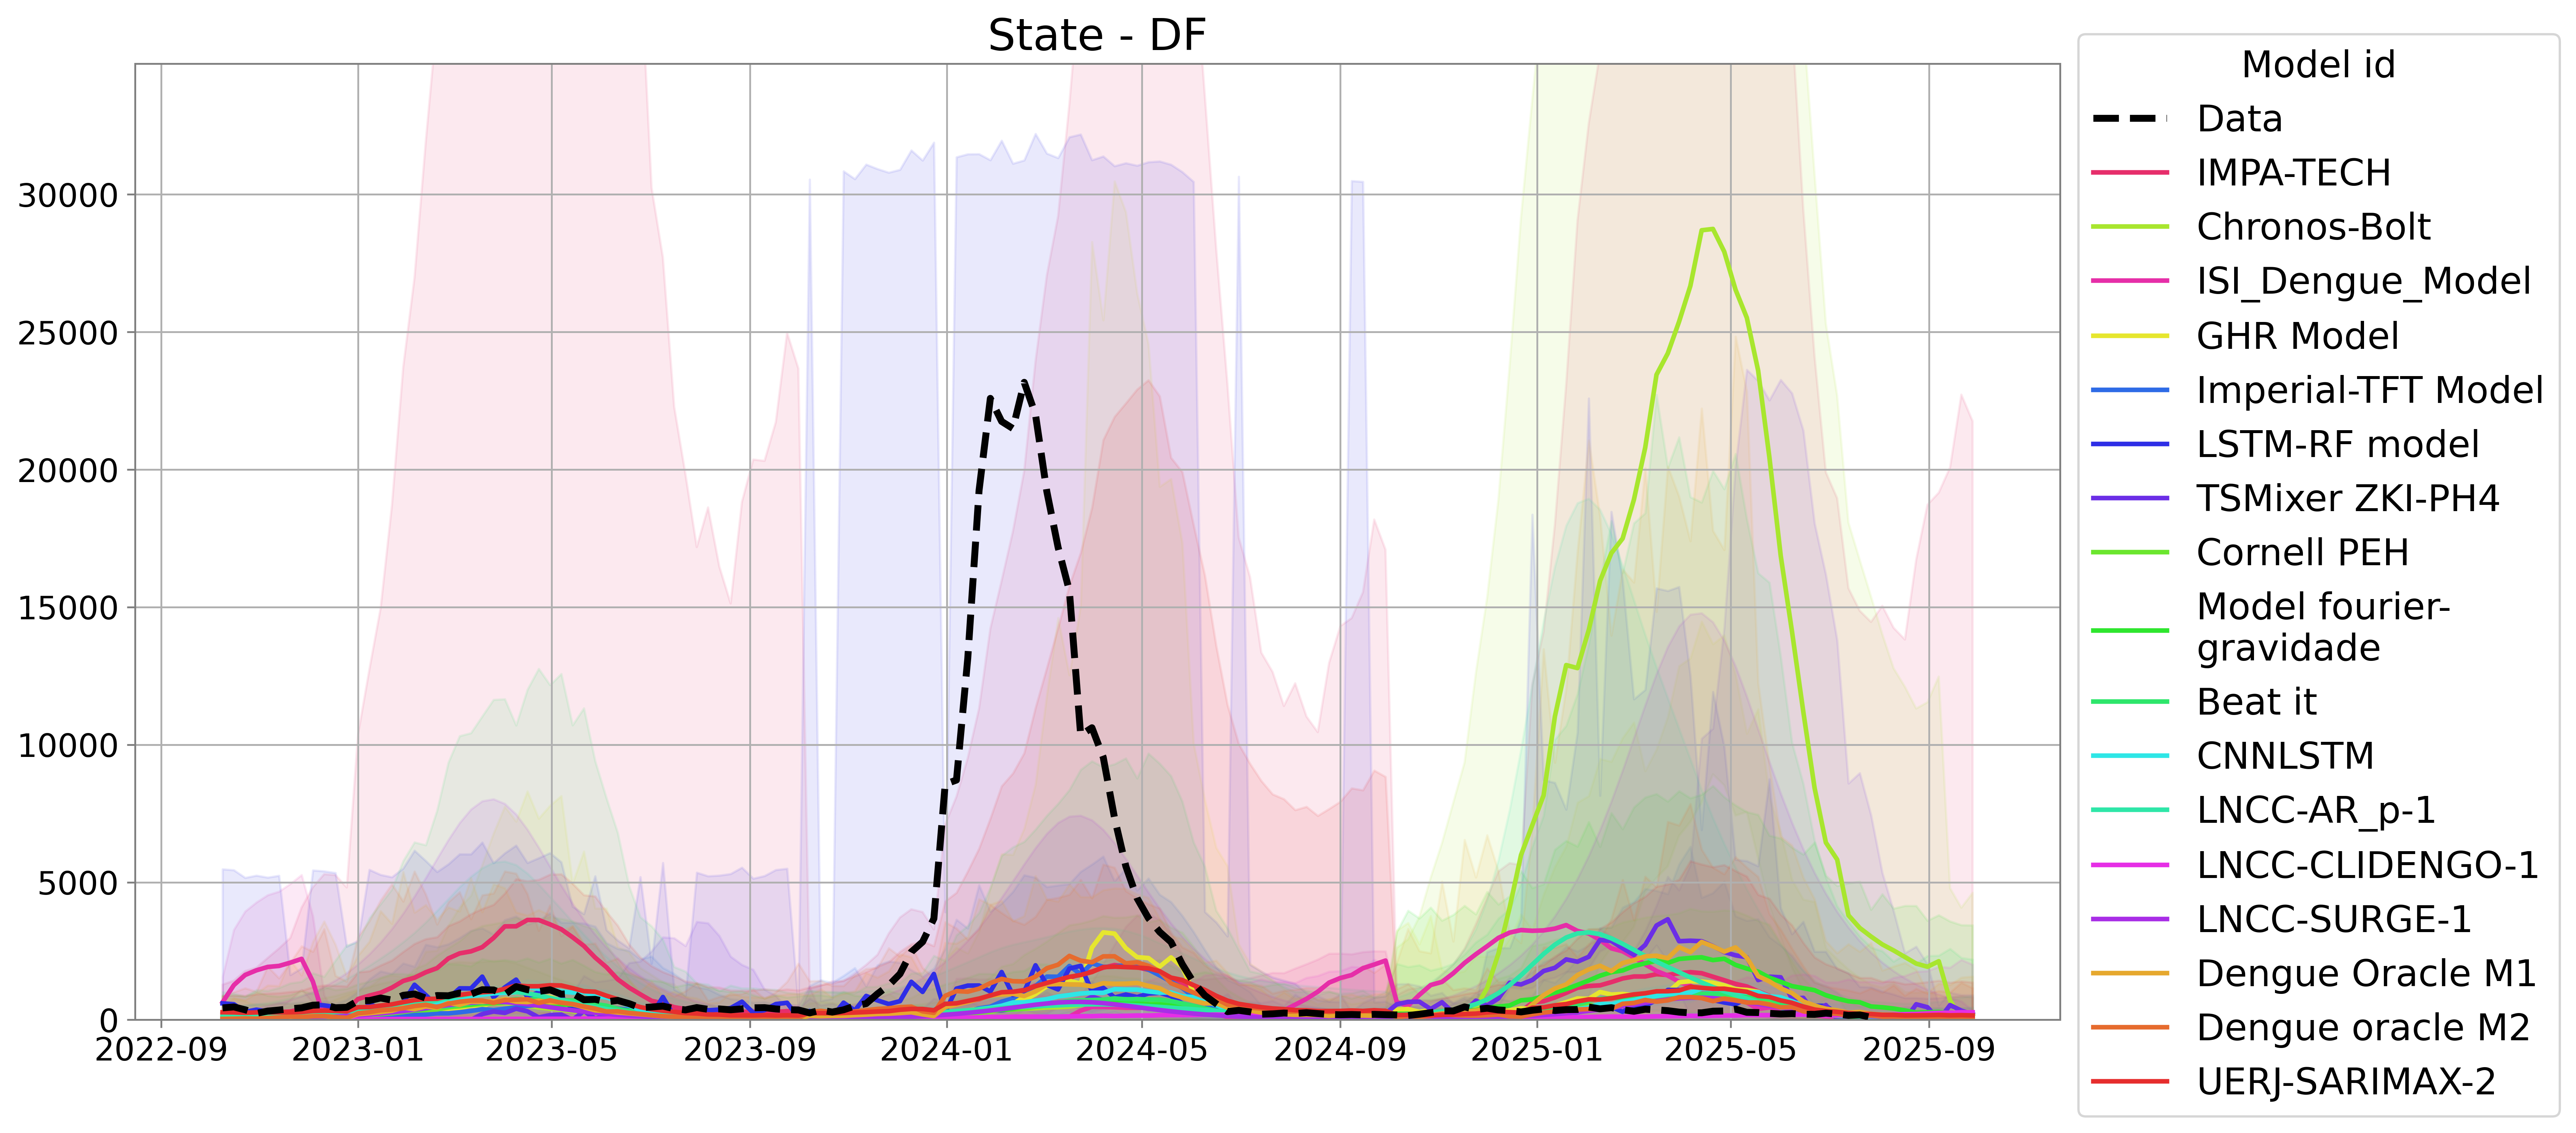 State - DF
30000
25000
20000
15000
10000
5000
0
2022-09
2023-01
2023-05
2023-09
2024-01
2024-05
2024-09
2025-01
2025-05
2025-09
Model id
Data
IMPA-TECH
Chronos-Bolt
ISI_Dengue_Model
GHR Model
Imperial-TFT Model
LSTM-RF model
TSMixer ZKI-PH4
Cornell PEH
Model fourier-
gravidade
Beat it
CNNLSTM
LNCC-AR_p-1
LNCC-CLIDENGO-1
LNCC-SURGE-1
Dengue Oracle M1
Dengue oracle M2
UERJ-SARIMAX-2